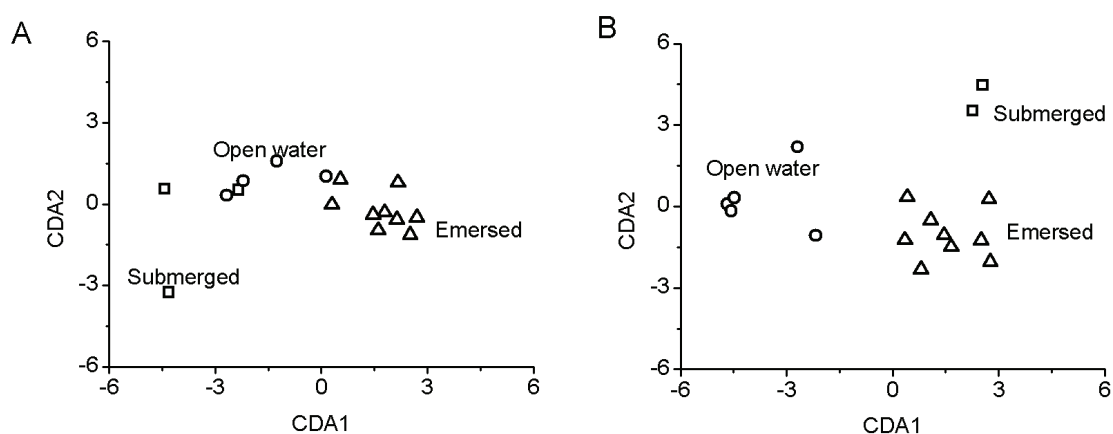 A
6
3
0
-3
-6
CDA2
Open water
Submerged
Emersed
-6 -3 0 3 6
CDA1
B
6
3
0
-3
-6
CDA2
Submerged
Open water
Emersed
-6 -3 0 3 6
CDA1